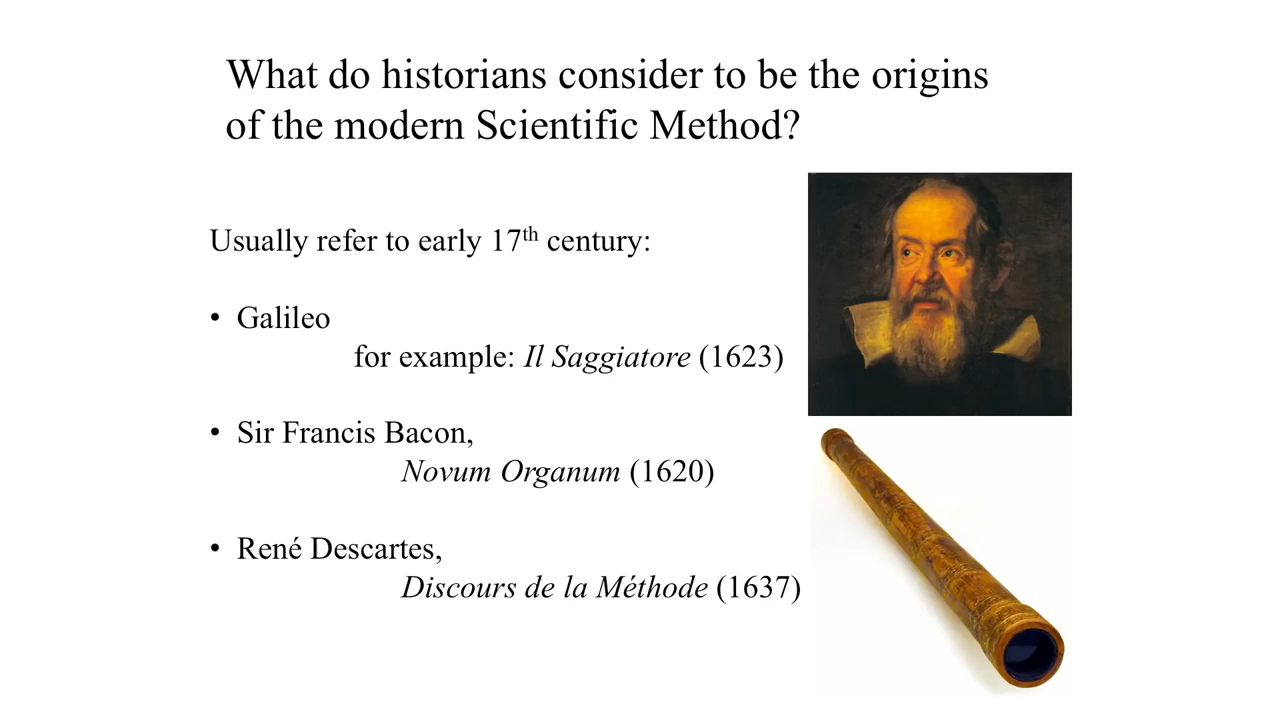 What do historians consider to be the origins
of the modern Scientific Method?
Usually refer to early 17th century:
• Galileo
for example: Il Saggiatore (1623)
• Sir Francis Bacon,
Novum Organum (1620)
• René Descartes,
Discours de la Méthode (1637)